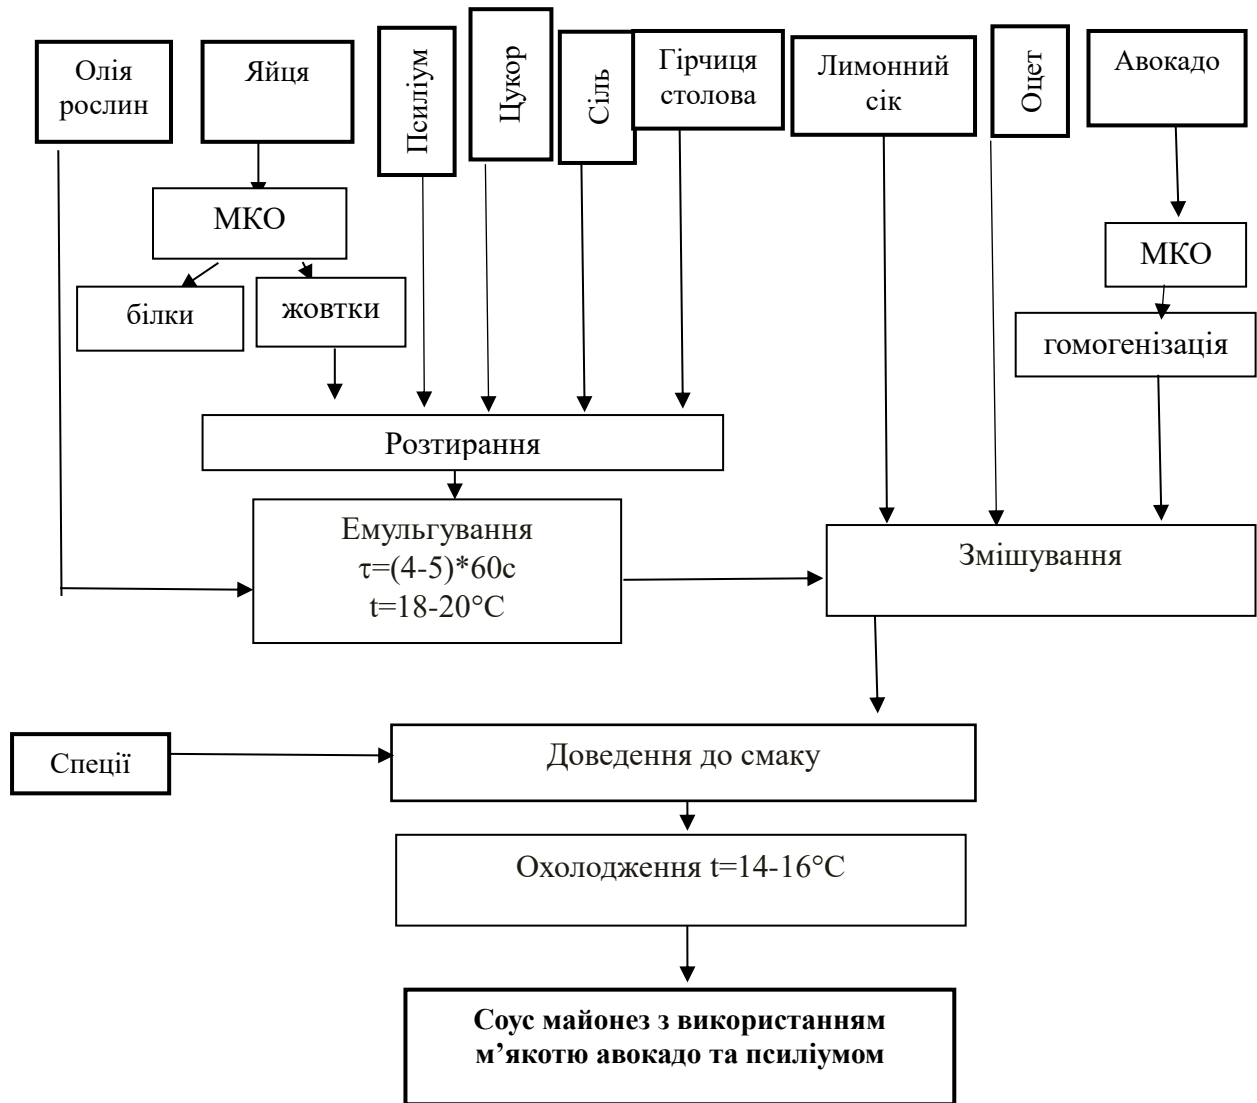 Олія
рослин
Яйця
Псиліум
Цукор
Сіль
Гірчиця
столова
Лимонний
сік
Оцет
Авокадо
МКО
МКО
білки
жовтки
гомогенізація
Розтирання
Емульгування
τ=(4-5)*60с
t=18-20°С
Змішування
Спеції
Доведення до смаку
Охолодження t=14-16°С
Соус майонез з використанням
м’якотю авокадо та псиліумом